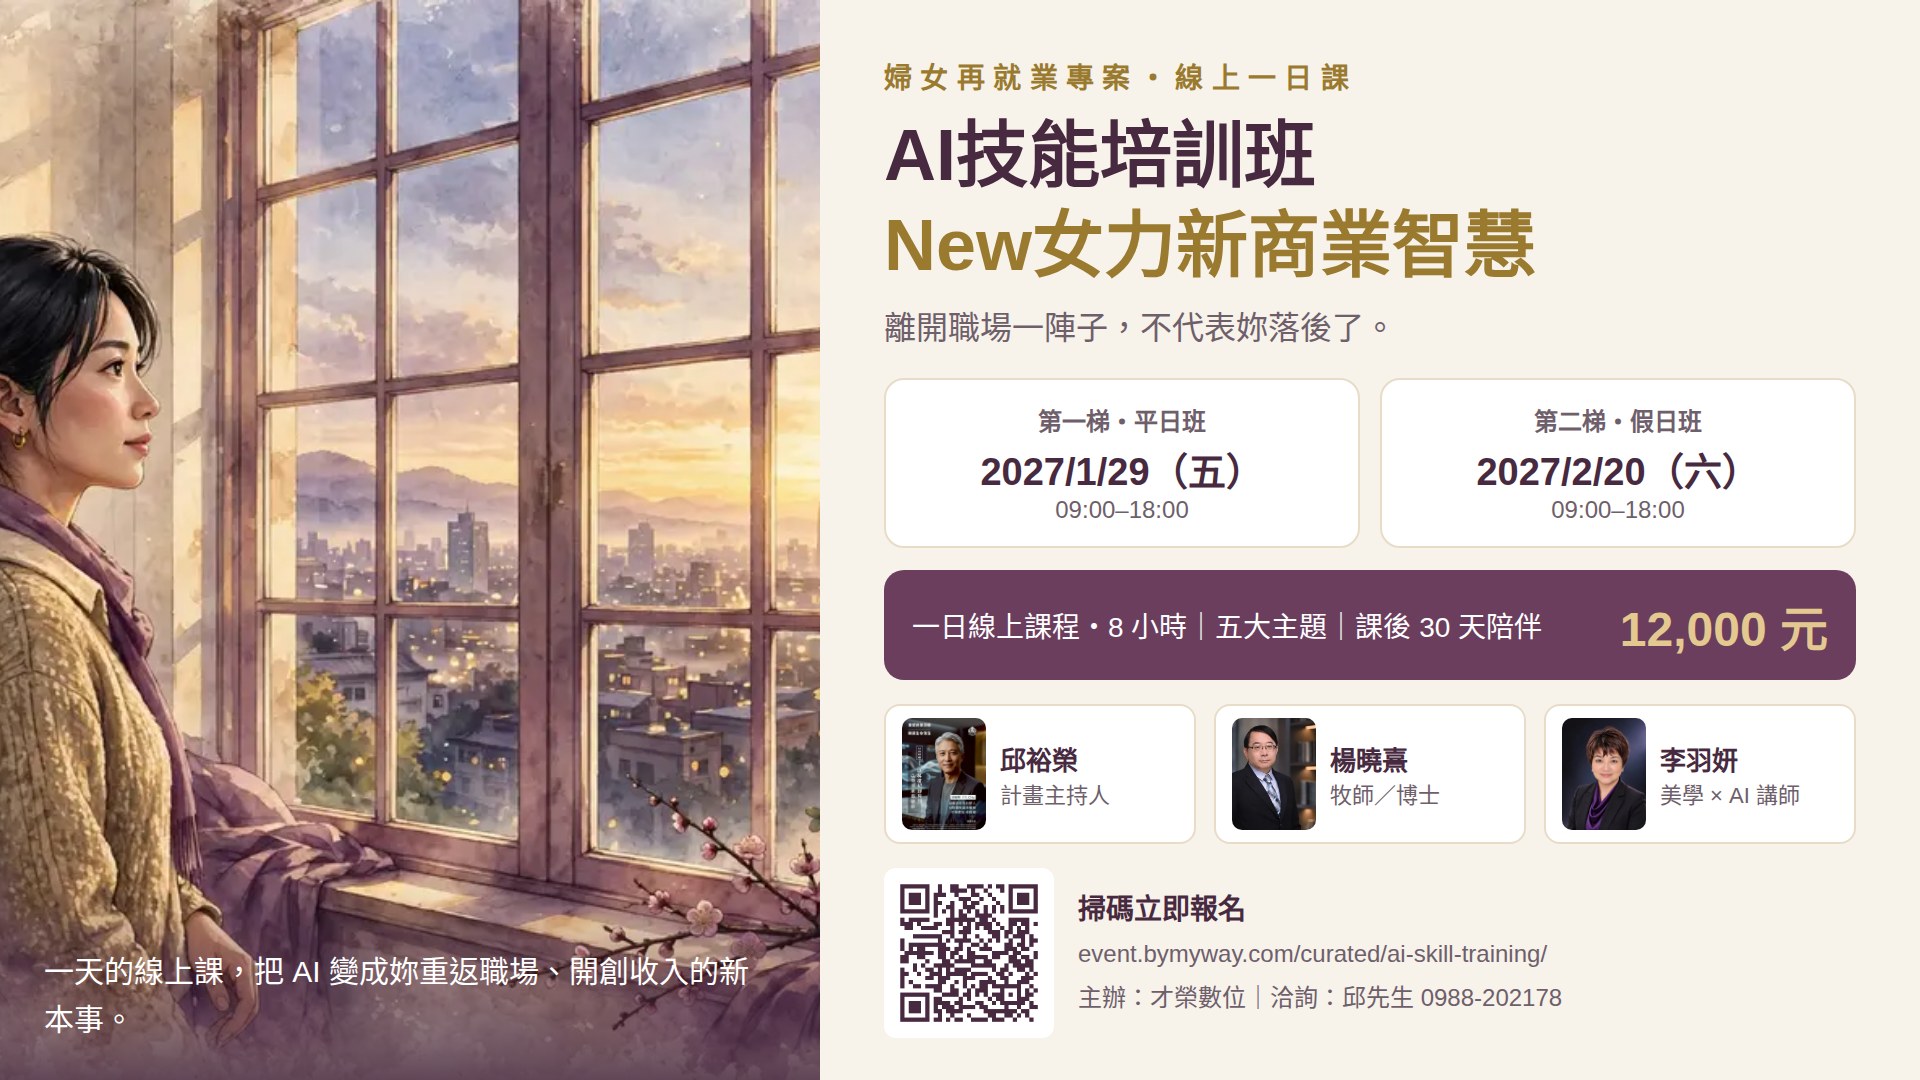 婦女再就業專案・線上一日課
AI技能培訓班
New女力新商業智慧
離開職場一陣子，不代表妳落後了。
第一梯・平日班
2027/1/29（五）
09:00–18:00
第二梯・假日班
2027/2/20（六）
09:00–18:00
一日線上課程・8 小時｜五大主題｜課後 30 天陪伴
12,000 元
邱裕榮
計畫主持人
楊曉熹
牧師／博士
李羽妍
美學 × AI 講師
掃碼立即報名
event.bymyway.com/curated/ai-skill-training/
主辦：才榮數位｜洽詢：邱先生 0988-202178
一天的線上課，把 AI 變成妳重返職場、開創收入的新
本事。